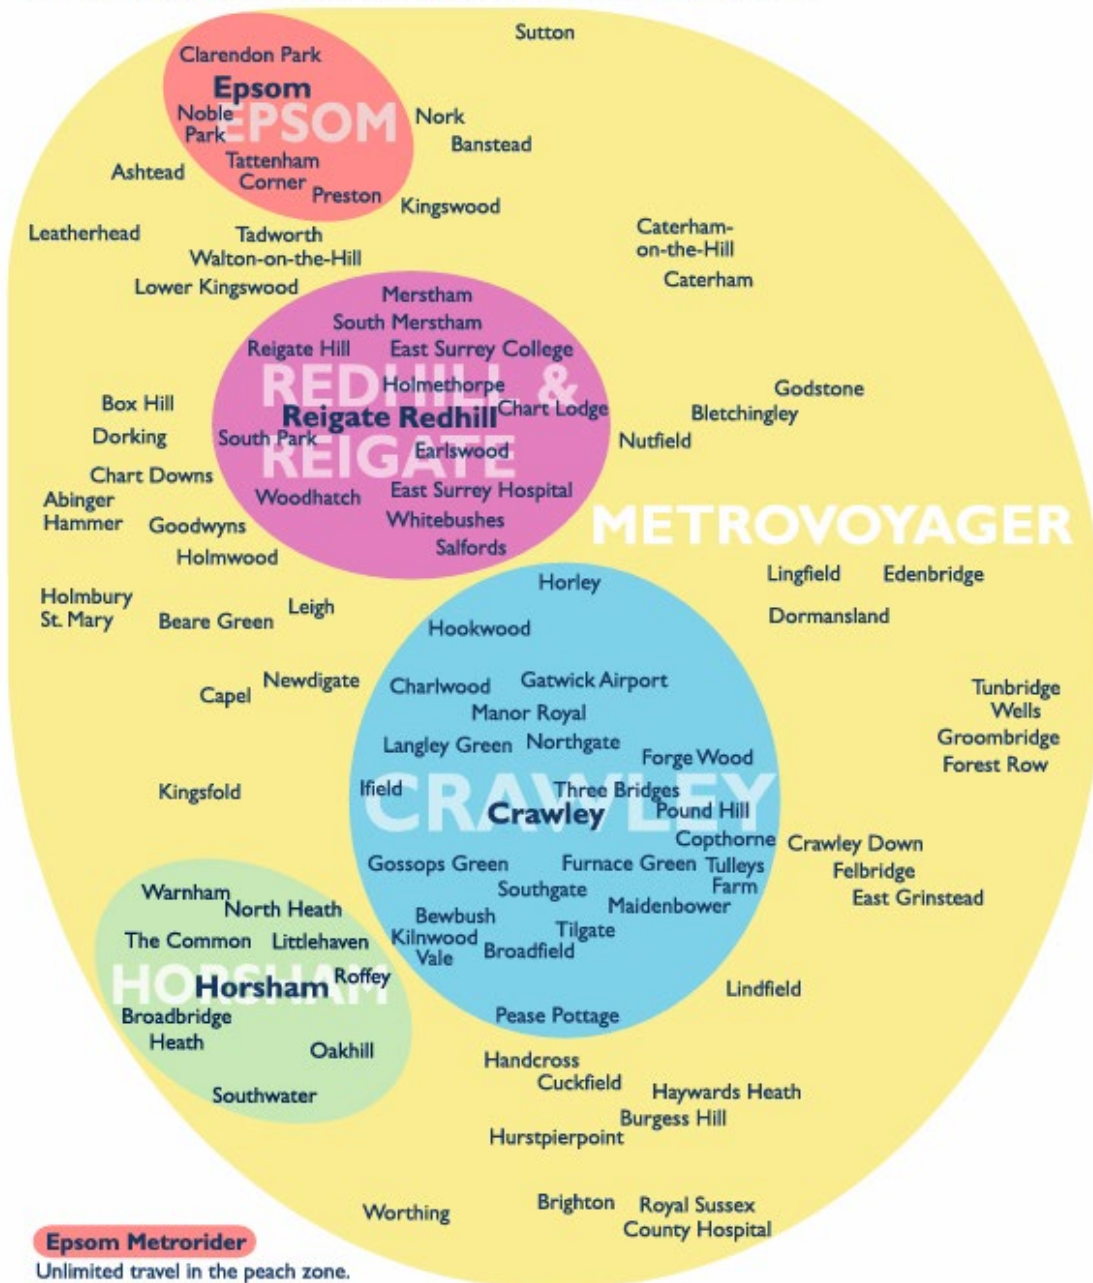 Sutton
Clarendon Park
Epsom
EPSOM
Noble
Park
Nork
Banstead
Tattenham
Corner
Ashtead
Preston
Kingswood
Leatherhead
Tadworth
Walton-on-the-Hill
Caterham-
on-the-Hill
Caterham
Lower Kingswood
Merstham
South Merstham
Reigate Hill
East Surrey College
REDHILL &
REIGATE
Holmethorpe
Chart Lodge
Reigate Redhill
South Park
Earlswood
Woodhatch
East Surrey Hospital
Whitebushes
Salfords
Godstone
Bletchingley
Nutfield
Box Hill
Dorking
Chart Downs
Abinger
Hammer
Goodwyns
Holmwood
METROVOYAGER
Lingfield
Edenbridge
Dormansland
Holmbury
St. Mary
Beare Green
Leigh
Horley
Hookwood
Newdigate
Capel
Charlwood
Gatwick Airport
Manor Royal
Langley Green
Northgate
Forge Wood
Tunbridge
Wells
Groombridge
Forest Row
Kingsfold
Ifield
Three Bridges
CRAWLEY
Crawley
Pound Hill
Copthorne
Crawley Down
Felbridge
East Grinstead
Gossops Green
Furnace Green
Tulleys
Farm
Southgate
Maidenbower
Bewbush
Tilgate
Kilnwood
Vale
Broadfield
Warnham
North Heath
The Common
Littlehaven
Roffey
HORSHAM
Horsham
Broadbridge
Heath
Oakhill
Southwater
Lindfield
Pease Pottage
Handcross
Cuckfield
Haywards Heath
Burgess Hill
Hurstpierpoint
Worthing
Brighton
Royal Sussex
County Hospital
Epsom Metrorider
Unlimited travel in the peach zone.